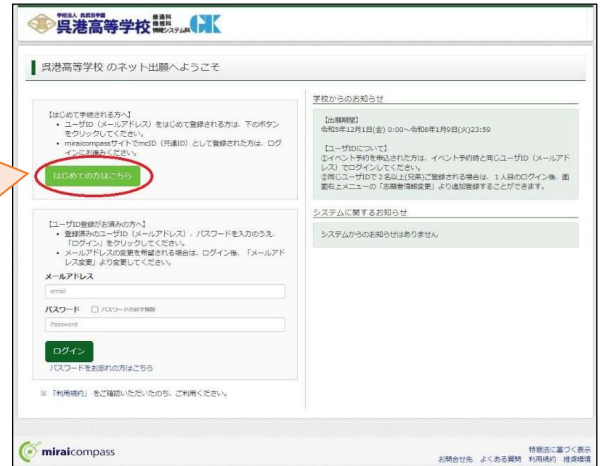 学校法人 呉武田学園
呉港高等学校
普通科
機械科
情報システム科
GK
呉港高等学校 のネット出願へようこそ
【はじめて手続される方へ】
・ ユーザID（メールアドレス）をはじめて登録される方は、下のボタン
をクリックしてください。
・ miraicompassサイトでmcID（共通ID）として登録された方は、ログ
インにお進みください。
はじめての方はこちら
【ユーザID登録がお済みの方へ】
・ 登録済みのユーザID（メールアドレス）、パスワードを入力のうえ、
「ログイン」をクリックしてください。
・ メールアドレスの変更を希望される場合は、ログイン後、「メールアド
レス変更」より変更してください。
メールアドレス
email
パスワード □ パスワードの伏字解除
Password
ログイン
パスワードをお忘れの方はこちら
※ 「利用規約」 をご確認いただいたのち、ご利用ください。
学校からのお知らせ
【出願期間】
令和5年12月1日(金) 0:00～令和6年1月9日(火)23:59
【ユーザIDについて】
①イベント予約を申込された方は、イベント予約時と同じユーザID（メールアド
レス）でログインしてください。
②同じユーザIDで２名以上(兄弟)ご登録される場合は、１人目のログイン後、画
面右上メニューの「志願者情報変更」より追加登録することができます。
システムに関するお知らせ
システムからのお知らせはありません
miraicompass
特商法に基づく表示
お問合せ先 よくある質問 利用規約 推奨環境